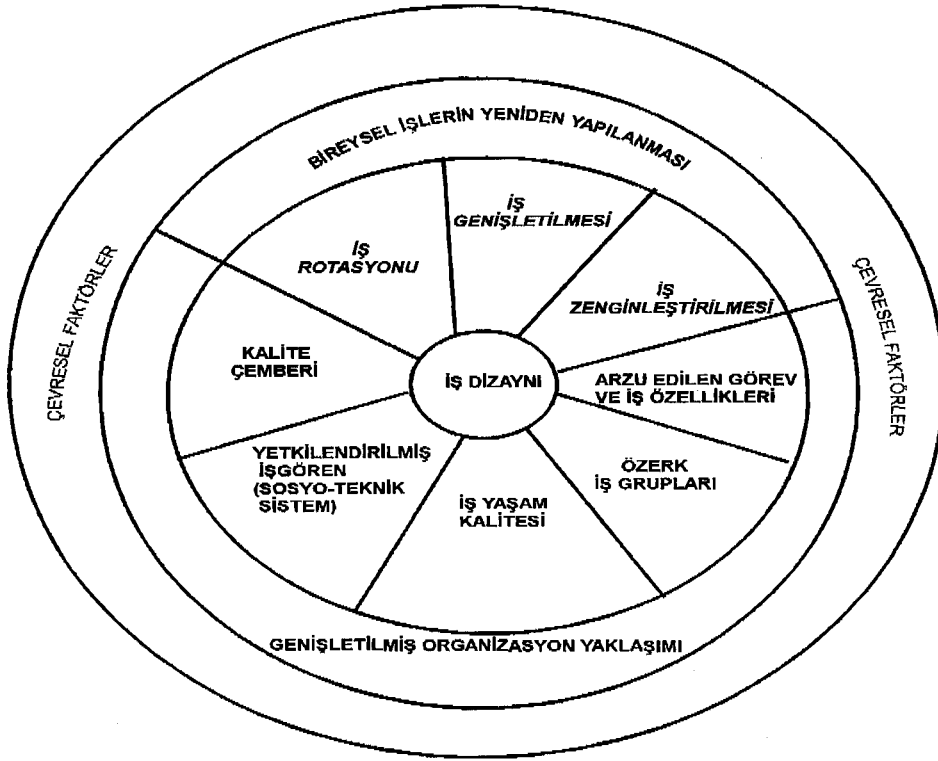 BİREYSEL İŞLERİN YENİDEN YAPILANMASI
ÇEVRESEL FAKTÖRLER
ÇEVRESEL FAKTÖRLER
İŞ
GENİŞLETİLMESİ
İŞ
ROTASYONU
İŞ
ZENGİNLEŞTİRİLMESİ
KALİTE
ÇEMBERİ
İŞ DİZAYNI
ARZU EDİLEN GÖREV
VE İŞ ÖZELLİKLERİ
YETKİLENDİRİLMİŞ
İŞGÖREN
(SOSYO-TEKNİK
SİSTEM)
İŞ YAŞAM
KALİTESİ
ÖZERK
İŞ GRUPLARI
GENİŞLETİLMİŞ ORGANİZASYON YAKLAŞIMI